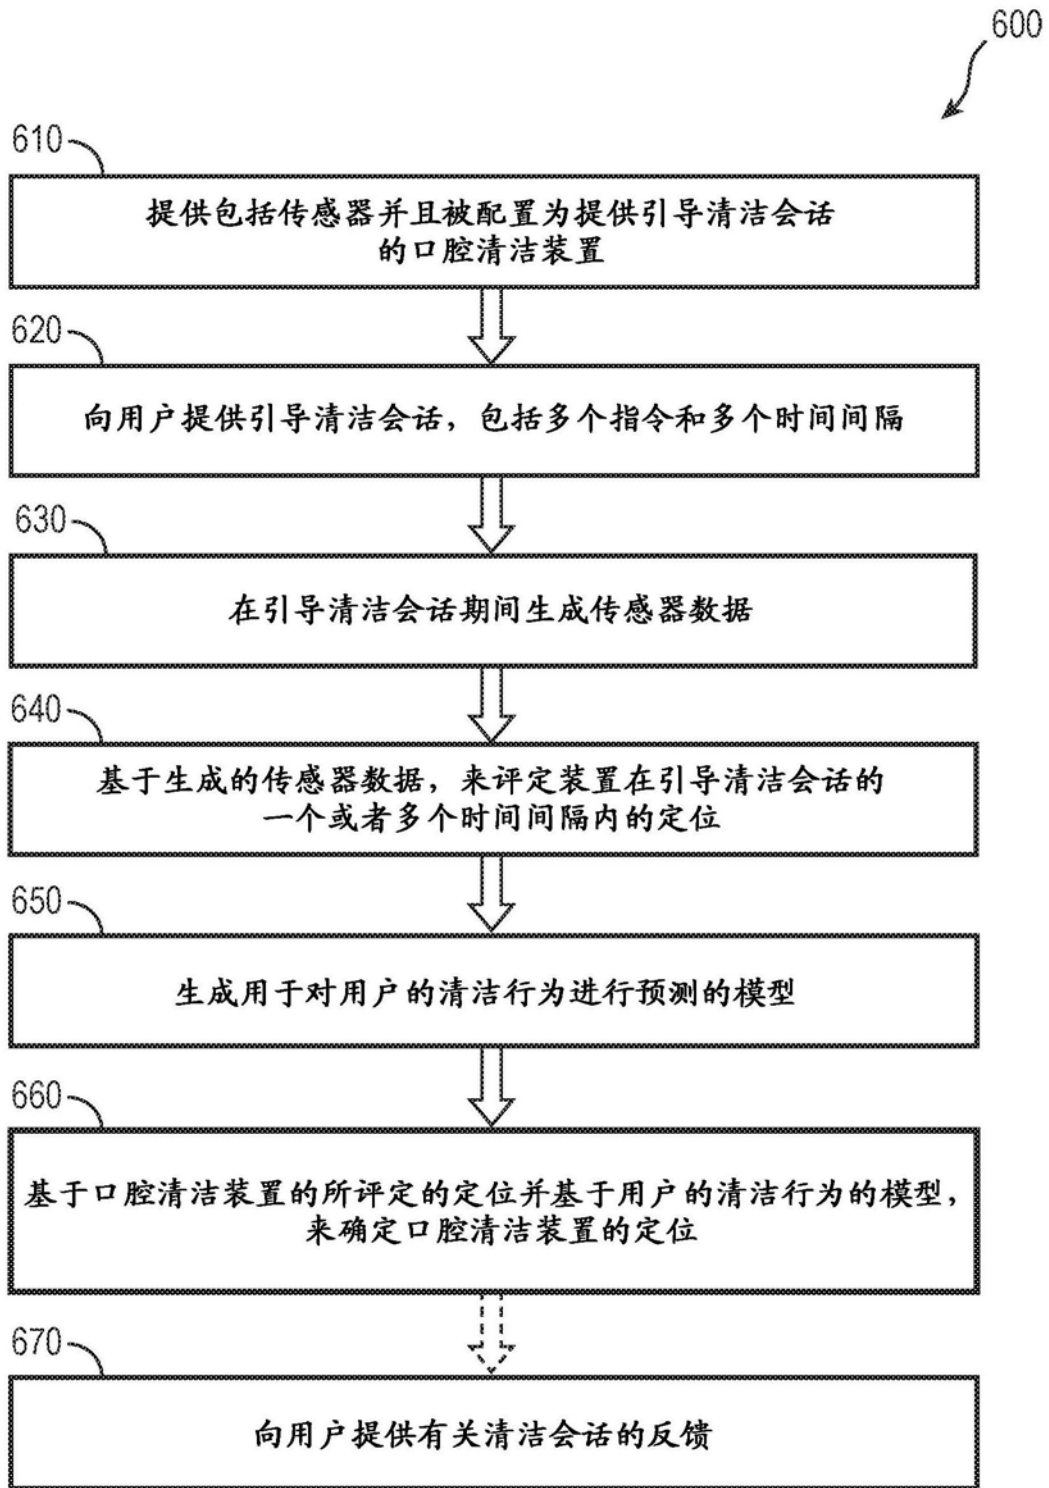 600
610
提供包括传感器并且被配置为提供引导清洁会话
的口腔清洁装置
620
向用户提供引导清洁会话，包括多个指令和多个时间间隔
630
在引导清洁会话期间生成传感器数据
640
基于生成的传感器数据，来评定装置在引导清洁会话的
一个或者多个时间间隔内的定位
650
生成用于对用户的清洁行为进行预测的模型
660
基于口腔清洁装置的所评定的定位并基于用户的清洁行为的模型，
来确定口腔清洁装置的定位
670
向用户提供有关清洁会话的反馈